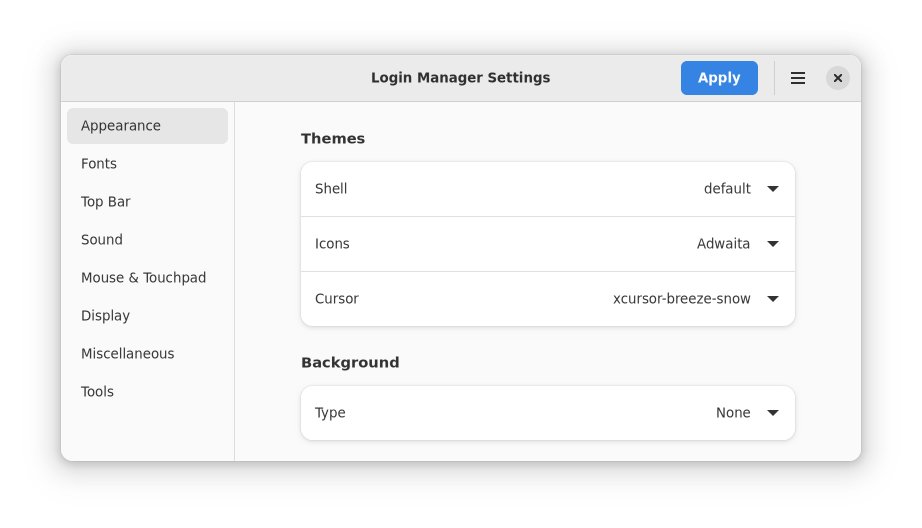 Login Manager Settings
Apply
Appearance
Fonts
Top Bar
Sound
Mouse & Touchpad
Display
Miscellaneous
Tools
Themes
Shell default
Icons Adwaita
Cursor xcursor-breeze-snow
Background
Type None